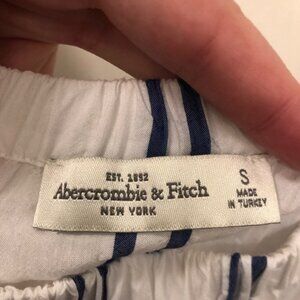 EST. 1892
Abercrombie & Fitch
NEW YORK
S
MADE
IN TURKEY